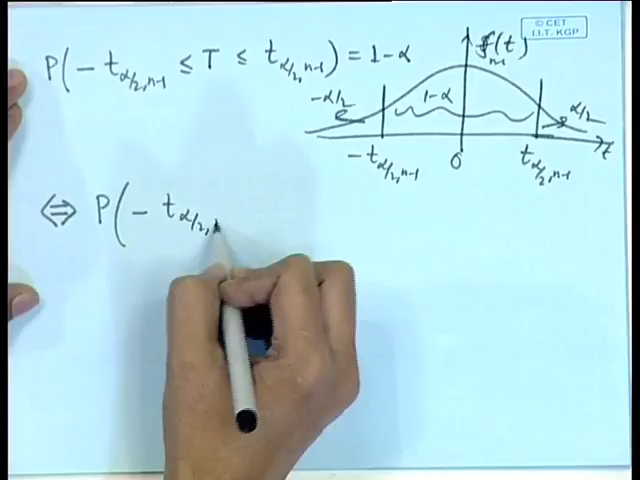 © CET
I.I.T. KGP
P(-t_{α/2, n-1} ≤ T ≤ t_{α/2, n-1}) = 1-α
f_{n-1}(t)
-α/2
1-α
α/2
-t_{α/2, n-1}
0
t_{α/2, n-1}
t
⇔ P(-t_{α/2,